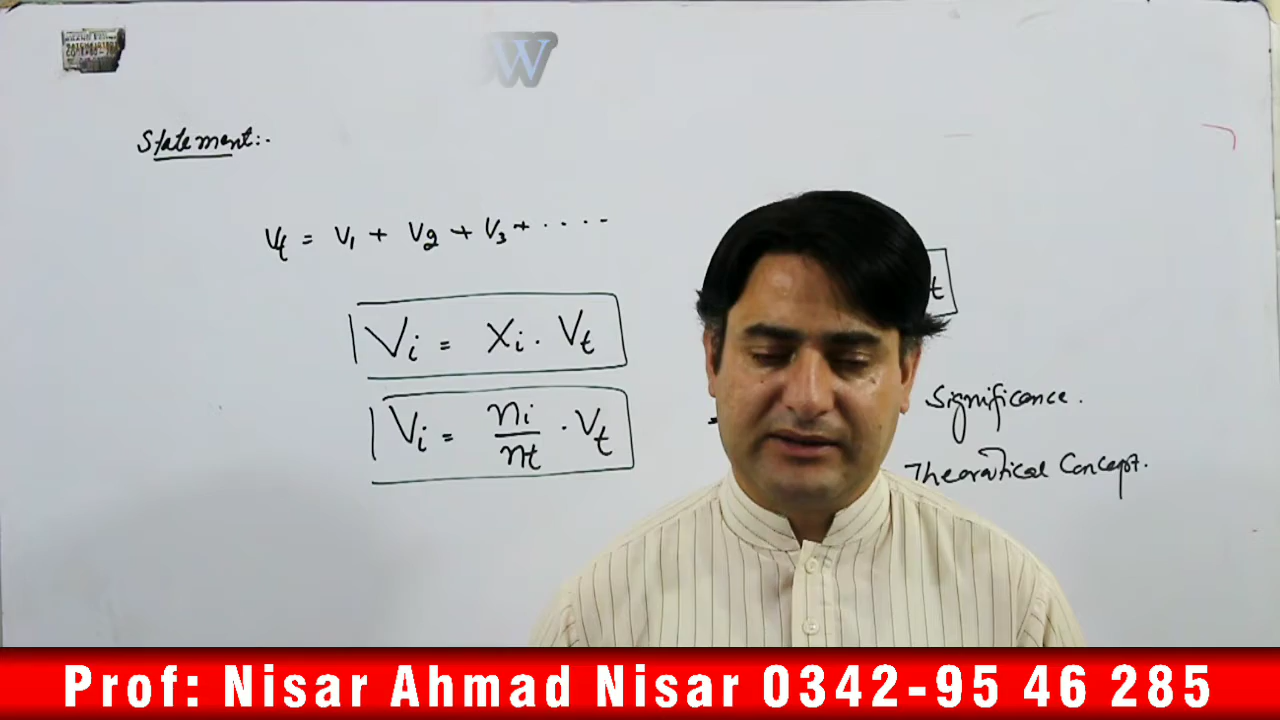 W
Statement:-
Vt = V1 + V2 + V3 + ....
Vi = Xi . Vt
t
Vi = ni/nt . Vt
Significance.
Theoratical Concept.
Prof: Nisar Ahmad Nisar 0342-95 46 285